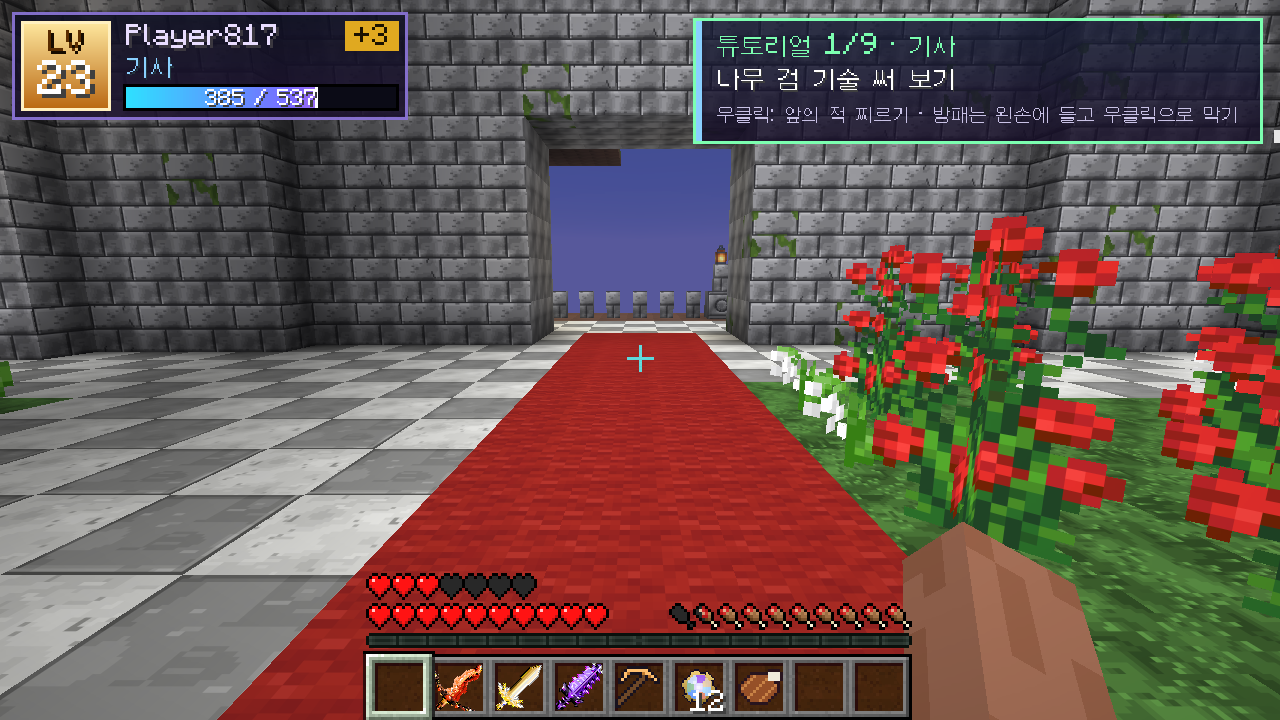 LV
23
Player817
+3
기사
385 / 537
튜토리얼 1/9 · 기사
나무 검 기술 써 보기
우클릭: 앞의 적 찌르기 · 방패는 왼손에 들고 우클릭으로 막기
12